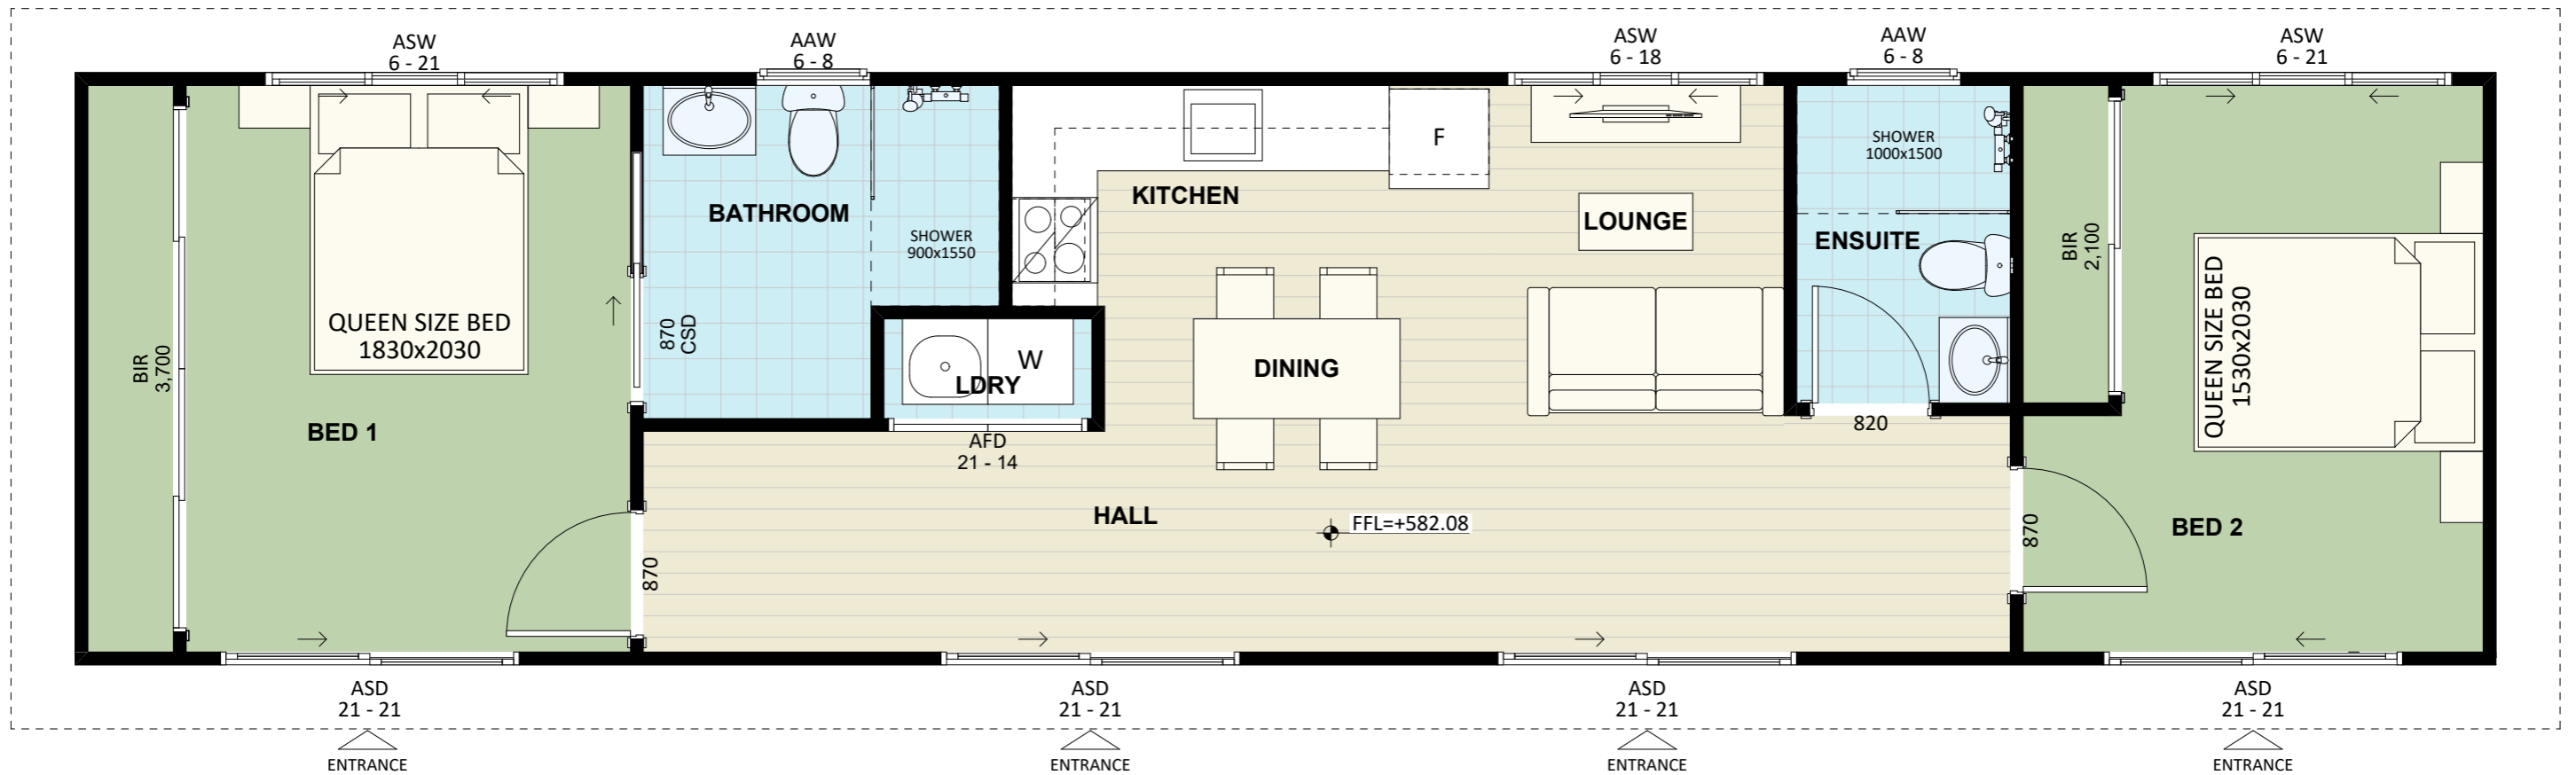 ASW
6 - 21
AAW
6 - 8
ASW
6 - 18
AAW
6 - 8
ASW
6 - 21
BIR
3,700
QUEEN SIZE BED
1830x2030
BED 1
870
CSD
BATHROOM
SHOWER
900x1550
LDRY
W
AFD
21 - 14
KITCHEN
F
LOUNGE
DINING
HALL
FFL=+582.08
870
SHOWER
1000x1500
ENSUITE
820
BIR
2,100
QUEEN SIZE BED
1530x2030
BED 2
870
ASD
21 - 21
ASD
21 - 21
ASD
21 - 21
ASD
21 - 21
ENTRANCE
ENTRANCE
ENTRANCE
ENTRANCE